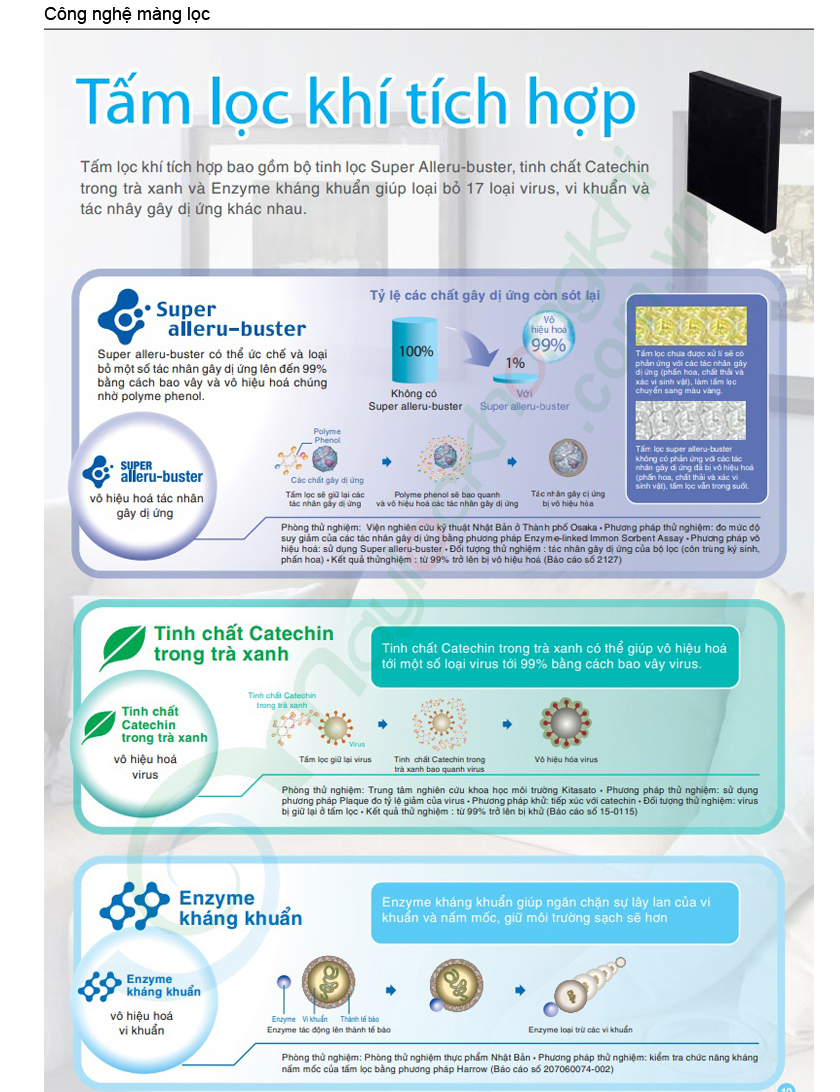 Công nghệ màng lọc
Tấm lọc khí tích hợp
Tấm lọc khí tích hợp bao gồm bộ tinh lọc Super Alleru-buster, tinh chất Catechin
trong trà xanh và Enzyme kháng khuẩn giúp loại bỏ 17 loại virus, vi khuẩn và
tác nhây gây dị ứng khác nhau.
Super
alleru-buster
Super alleru-buster có thể ức chế và loại
bỏ một số tác nhân gây dị ứng lên đến 99%
bằng cách bao vây và vô hiệu hoá chúng
nhờ polyme phenol.
Tỷ lệ các chất gây dị ứng còn sót lại
100%
Không có
Super alleru-buster
Vô
hiệu hoá
99%
1%
Với
Super alleru-buster
Tấm lọc chưa được xử lí sẽ có
phản ứng với các tác nhân gây
dị ứng (phấn hoa, chất thải và
xác vi sinh vật), làm lấm lọc
chuyển sang màu vàng.
Tấm lọc super alleru-buster
không có phản ứng với các tác
nhân gây dị ứng đã bị vô hiệu hoá
(phấn hoa, chất thải và xác vi
sinh vật), tấm lọc vẫn trong suốt.
SUPER
alleru-buster
vô hiệu hoá tác nhân
gây dị ứng
Polyme
Phenol
Các chất gây dị ứng
Tấm lọc sẽ giữ lại các
tác nhân gây dị ứng
Polyme phenol sẽ bao quanh
và vô hiệu hoá các tác nhân gây dị ứng
Tác nhân gây cị ứng
bị vô hiệu hóa
Phòng thử nghiệm: Viện nghiên cứu kỹ thuật Nhật Bản ở Thành phố Osaka • Phương pháp thử nghiệm: đo mức độ
suy giảm của các tác nhân gây dị ứng bằng phương pháp Enzyme-linked Immon Sorbent Assay • Phương pháp vô
hiệu hoá: sử dụng Super alleru-buster • Đối tượng thử nghiệm : tác nhân gây dị ứng của bộ lọc (côn trùng ký sinh,
phấn hoa) • Kết quả thửnghiệm : từ 99% trở lên bị vô hiệu hoá (Báo cáo số 2127)
Tinh chất Catechin
trong trà xanh
Tinh chất Catechin trong trà xanh có thể giúp vô hiệu hoá
tới một số loại virus tới 99% bằng cách bao vây virus.
Tinh chất
Catechin
trong trà xanh
vô hiệu hoá
virus
Tinh chất Catechin
trong trà xanh
Virus
Tấm lọc giữ lại virus
Tinh chất Catechin trong
trà xanh bao quanh virus
Vô hiệu hóa virus
Phòng thử nghiệm: Trung tâm nghiên cứu khoa học môi trường Kitasato • Phương pháp thử nghiệm: sử dụng
phương pháp Plaque đo tỷ lệ giảm của virus • Phương pháp khử: tiếp xúc với catechin • Đối tượng thử nghiệm: virus
bị giữ lại ở tấm lọc • Kết quả thử nghiệm : từ 99% trở lên bị khử (Báo cáo số 15-0115)
Enzyme
kháng khuẩn
Enzyme kháng khuẩn giúp ngăn chặn sự lây lan của vi
khuẩn và nấm mốc, giữ môi trường sạch sẽ hơn
Enzyme
kháng khuẩn
vô hiệu hoá
vi khuẩn
Enzyme Vi khuẩn Thành tế bào
Enzyme tác động lên thành tế bào
Enzyme loại trừ các vi khuẩn
Phòng thử nghiệm: Phòng thử nghiệm thực phẩm Nhật Bản • Phương pháp thử nghiệm: kiểm tra chức năng kháng
nấm mốc của tấm lọc bằng phương pháp Harrow (Báo cáo số 207060074-002)